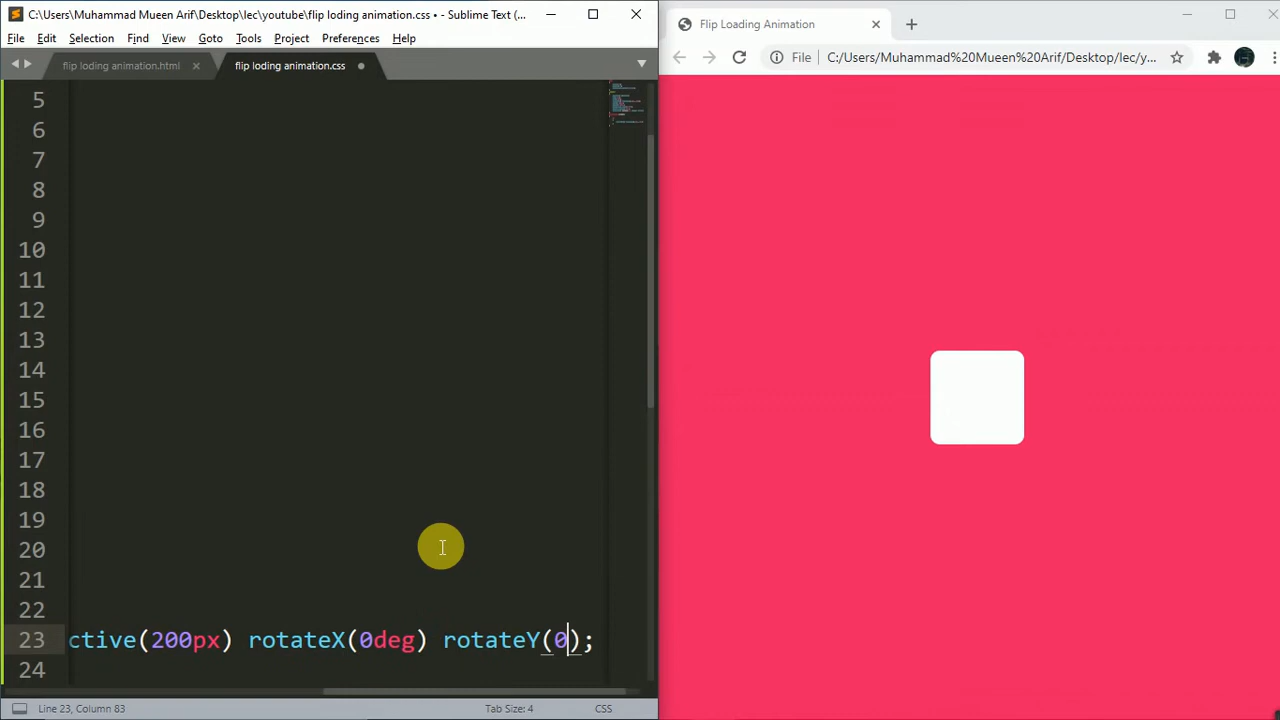 C:\Users\Muhammad Mueen Arif\Desktop\lec\youtube\flip loding animation.css • - Sublime Text (...
File Edit Selection Find View Goto Tools Project Preferences Help
flip loding animation.html
flip loding animation.css
5
6
7
8
9
10
11
12
13
14
15
16
17
18
19
20
21
22
23 ctive(200px) rotateX(0deg) rotateY(0);
24
Line 23, Column 83
Tab Size: 4
CSS
Flip Loading Animation
File
C:/Users/Muhammad%20Mueen%20Arif/Desktop/lec/y...